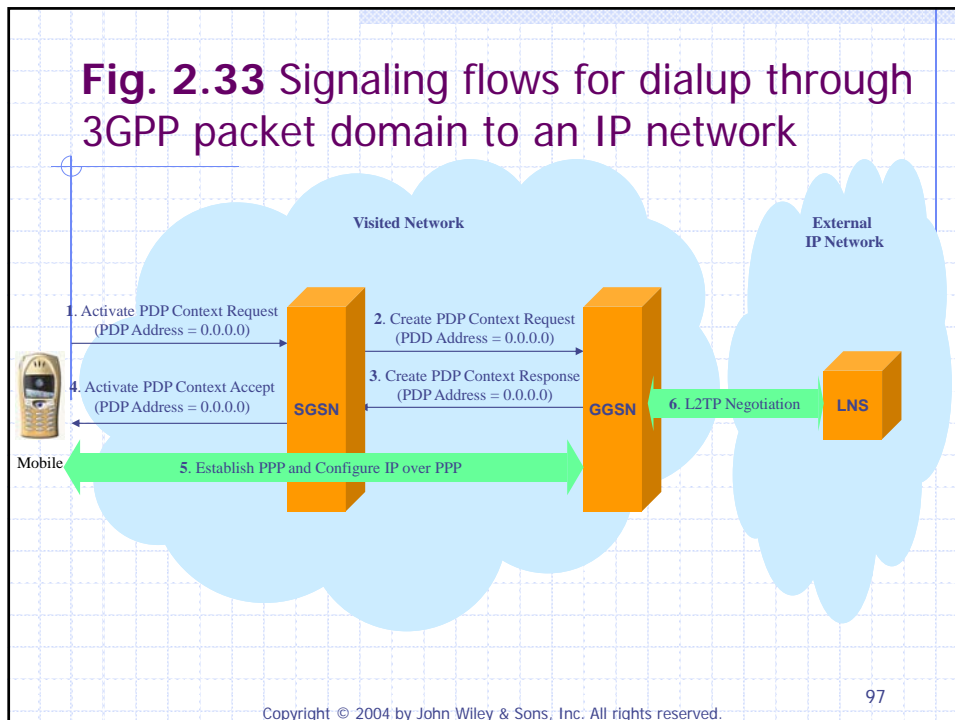 Fig. 2.33 Signaling flows for dialup through
3GPP packet domain to an IP network
Visited Network
External
IP Network
1. Activate PDP Context Request
(PDP Address = 0.0.0.0)
2. Create PDP Context Request
(PDD Address = 0.0.0.0)
3. Create PDP Context Response
(PDP Address = 0.0.0.0)
4. Activate PDP Context Accept
(PDP Address = 0.0.0.0)
SGSN
GGSN
6. L2TP Negotiation
LNS
Mobile
5. Establish PPP and Configure IP over PPP
97
Copyright © 2004 by John Wiley & Sons, Inc. All rights reserved.